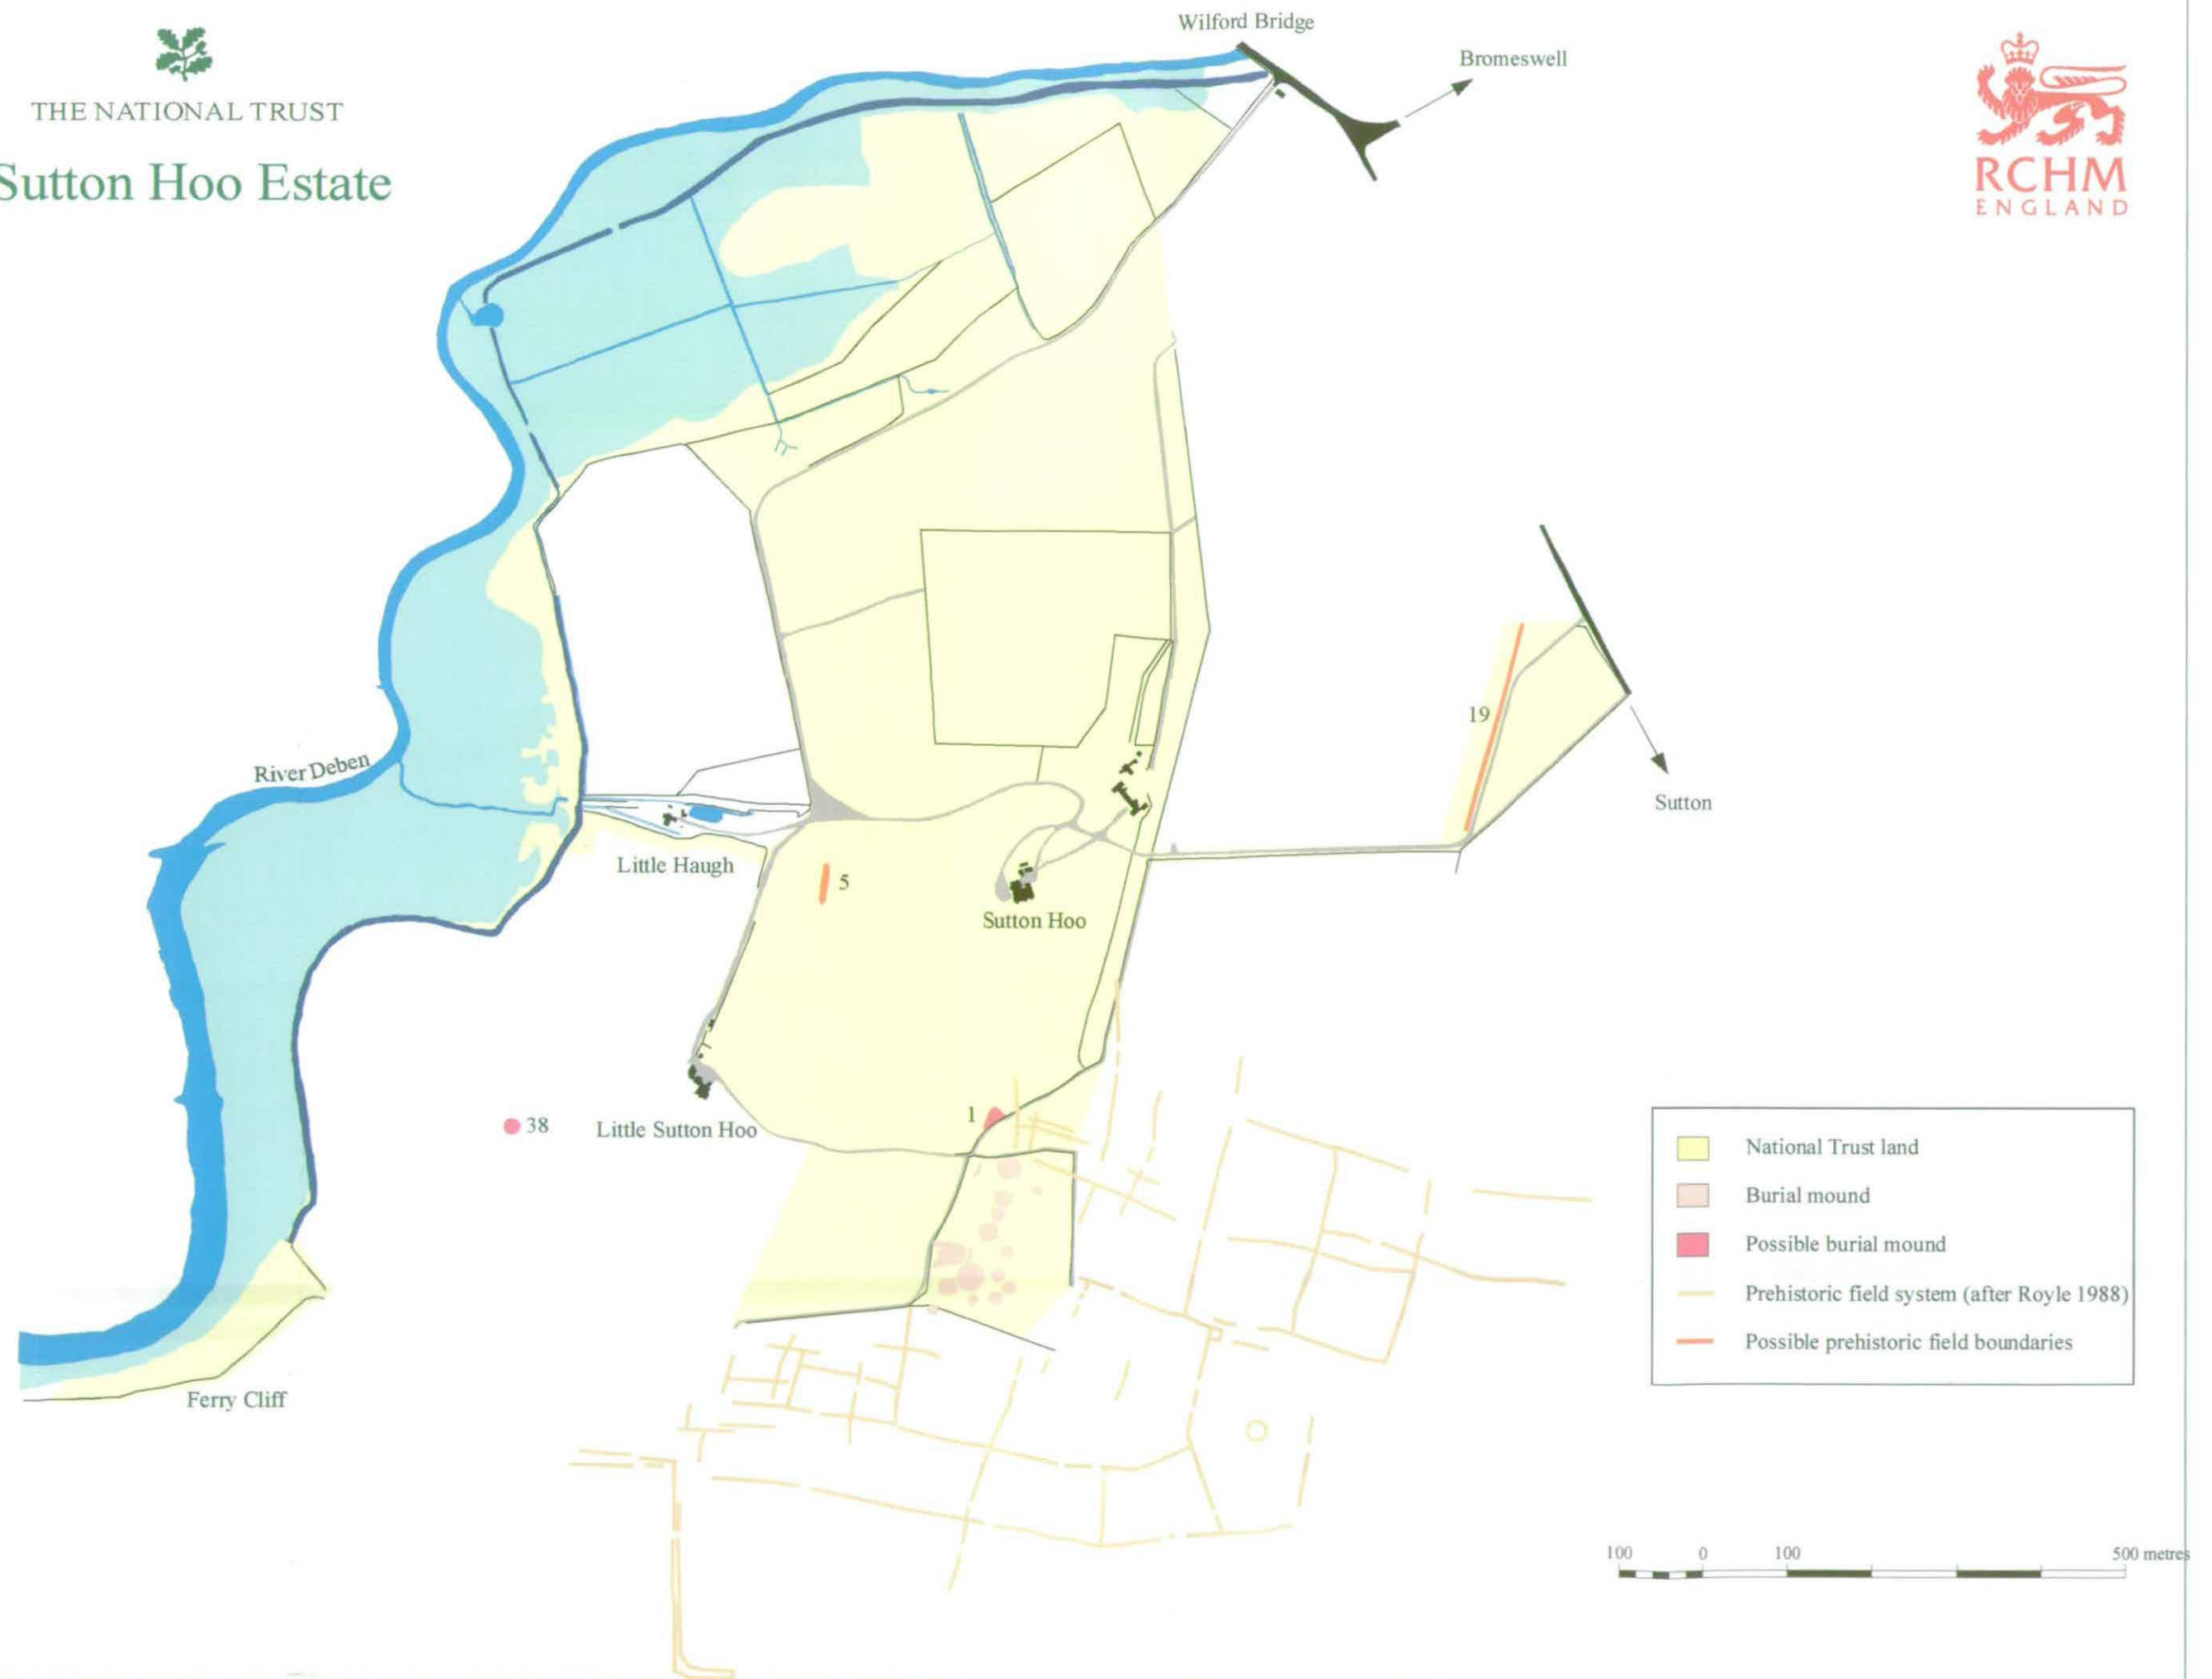 THE NATIONAL TRUST
Sutton Hoo Estate
Wilford Bridge
Bromeswell
RCHM
ENGLAND
19
Sutton
River Deben
Little Haugh
5
Sutton Hoo
38
Little Sutton Hoo
1
Ferry Cliff
National Trust land
Burial mound
Possible burial mound
Prehistoric field system (after Royle 1988)
Possible prehistoric field boundaries
100 0 100 500 metres